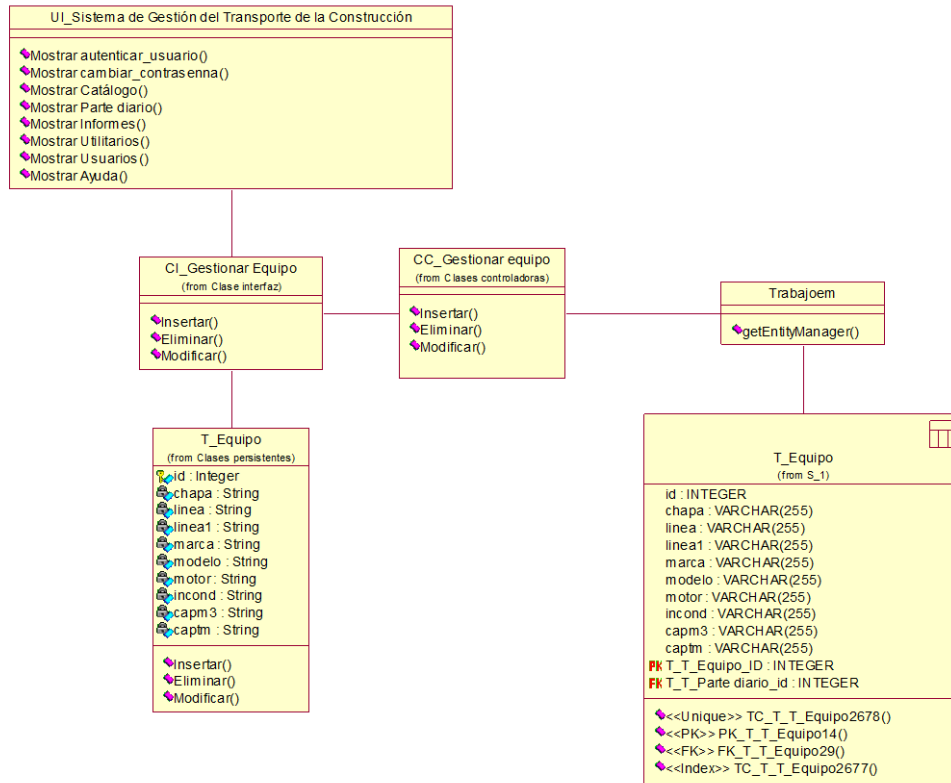 UI_Sistema de Gestión del Transporte de la Construcción
Mostrar autenticar_usuario()
Mostrar cambiar_contrasenna()
Mostrar Catálogo()
Mostrar Parte diario()
Mostrar Informes()
Mostrar Utilitarios()
Mostrar Usuarios()
Mostrar Ayuda()
CI_Gestionar Equipo
(from Clase interfaz)
Insertar()
Eliminar()
Modificar()
CC_Gestionar equipo
(from Clases controladoras)
Insertar()
Eliminar()
Modificar()
Trabajoem
getEntityManager()
T_Equipo
(from Clases persistentes)
id : Integer
chapa : String
linea : String
linea1 : String
marca : String
modelo : String
motor : String
incond : String
capm3 : String
captm : String
Insertar()
Eliminar()
Modificar()
T_Equipo
(from S_1)
id : INTEGER
chapa : VARCHAR(255)
linea : VARCHAR(255)
linea1 : VARCHAR(255)
marca : VARCHAR(255)
modelo : VARCHAR(255)
motor : VARCHAR(255)
incond : VARCHAR(255)
capm3 : VARCHAR(255)
captm : VARCHAR(255)
PK T_T_Equipo_ID : INTEGER
FK T_T_Parte diario_id : INTEGER
<<Unique>> TC_T_T_Equipo2678()
<<PK>> PK_T_T_Equipo14()
<<FK>> FK_T_T_Equipo29()
<<Index>> TC_T_T_Equipo2677()